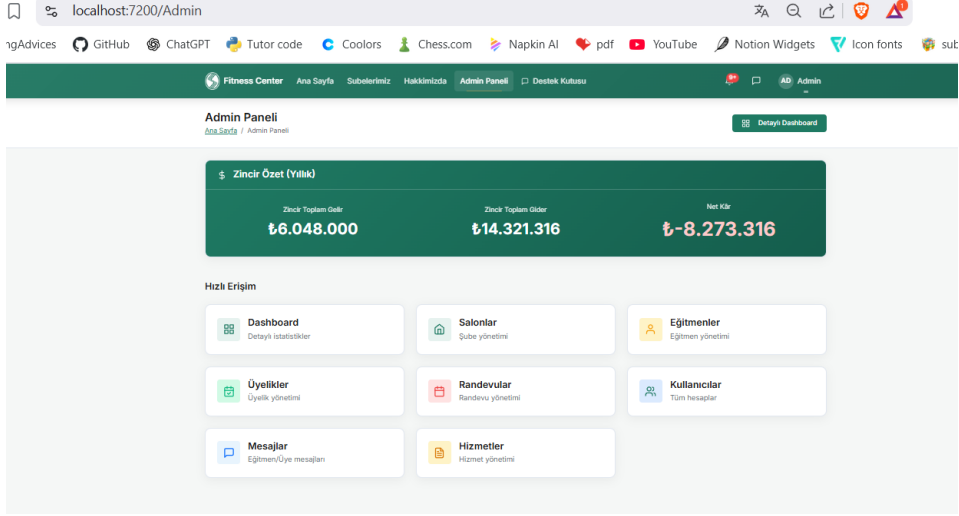 localhost:7200/Admin
1
ngAdvices GitHub ChatGPT Tutor code Coolors Chess.com Napkin AI pdf YouTube Notion Widgets Icon fonts sub
Fitness Center Ana Sayfa Subelerimiz Hakkimizda Admin Paneli Destek Kutusu 9+ AD Admin
Admin Paneli
Ana Sayfa / Admin Paneli
Detaylı Dashboard
$ Zincir Özet (Yıllık)
Zincir Toplam Gelir
₺6.048.000
Zincir Toplam Gider
₺14.321.316
Net Kâr
₺-8.273.316
Hızlı Erişim
Dashboard
Detaylı istatistikler
Salonlar
Şube yönetimi
Eğitmenler
Eğitmen yönetimi
Üyelikler
Üyelik yönetimi
Randevular
Randevu yönetimi
Kullanıcılar
Tüm hesaplar
Mesajlar
Eğitmen/Üye mesajları
Hizmetler
Hizmet yönetimi